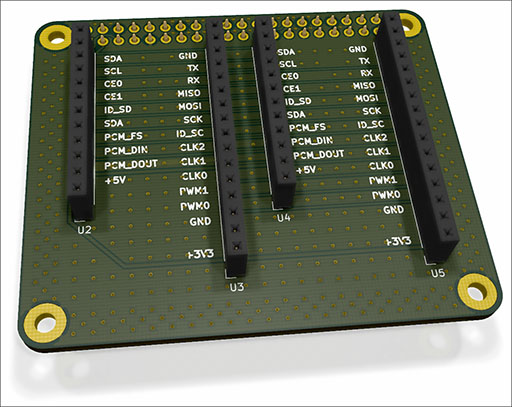 SDA GND
SCL TX
CE0 RX
CE1 MISO
ID_SD MOSI
SDA SCK
PCM_FS ID_SC
PCM_DIN CLK2
PCM_DOUT CLK1
+5V CLK0
PWM1
PWM0
GND
+3V3
U2
U3
SDA GND
SCL TX
CE0 RX
CE1 MISO
ID_SD MOSI
SDA SCK
PCM_FS ID_SC
PCM_DIN CLK2
PCM_DOUT CLK1
+5V CLK0
PWM1
PWM0
GND
+3V3
U4
U5